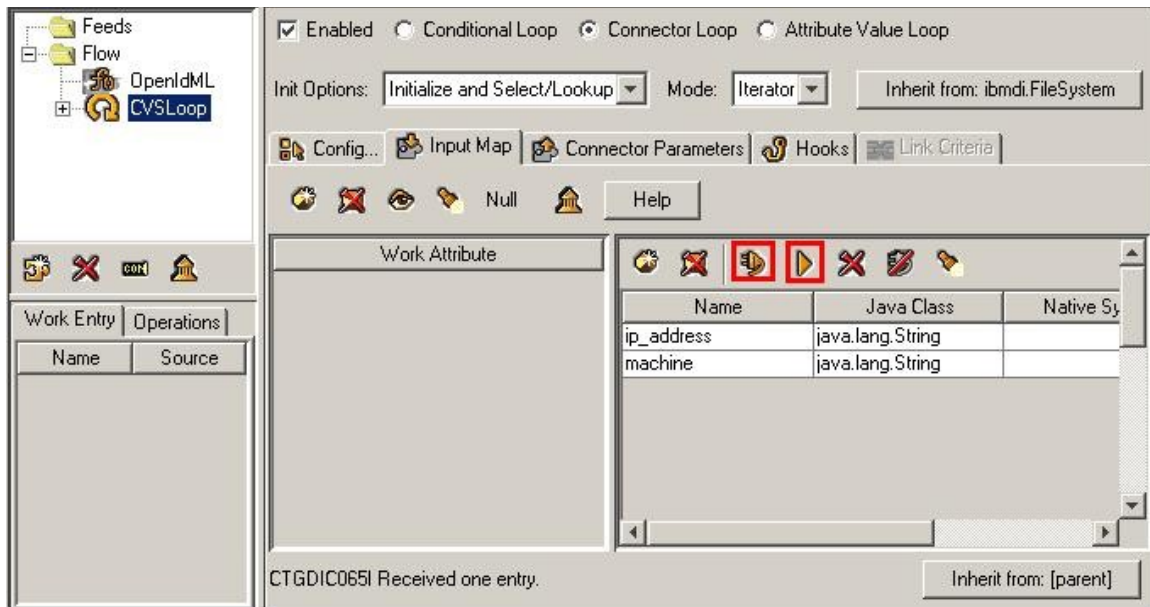 Feeds
Flow
OpenIdML
CVSLoop
Enabled Conditional Loop Connector Loop Attribute Value Loop
Init Options: Initialize and Select/Lookup Mode: Iterator Inherit from: ibmdi.FileSystem
Config... Input Map Connector Parameters Hooks Link Criteria
Null Help
CON
Work Entry Operations
Name Source
Work Attribute
Name Java Class Native Sy
ip_address java.lang.String
machine java.lang.String
CTGDIC065I Received one entry. Inherit from: [parent]